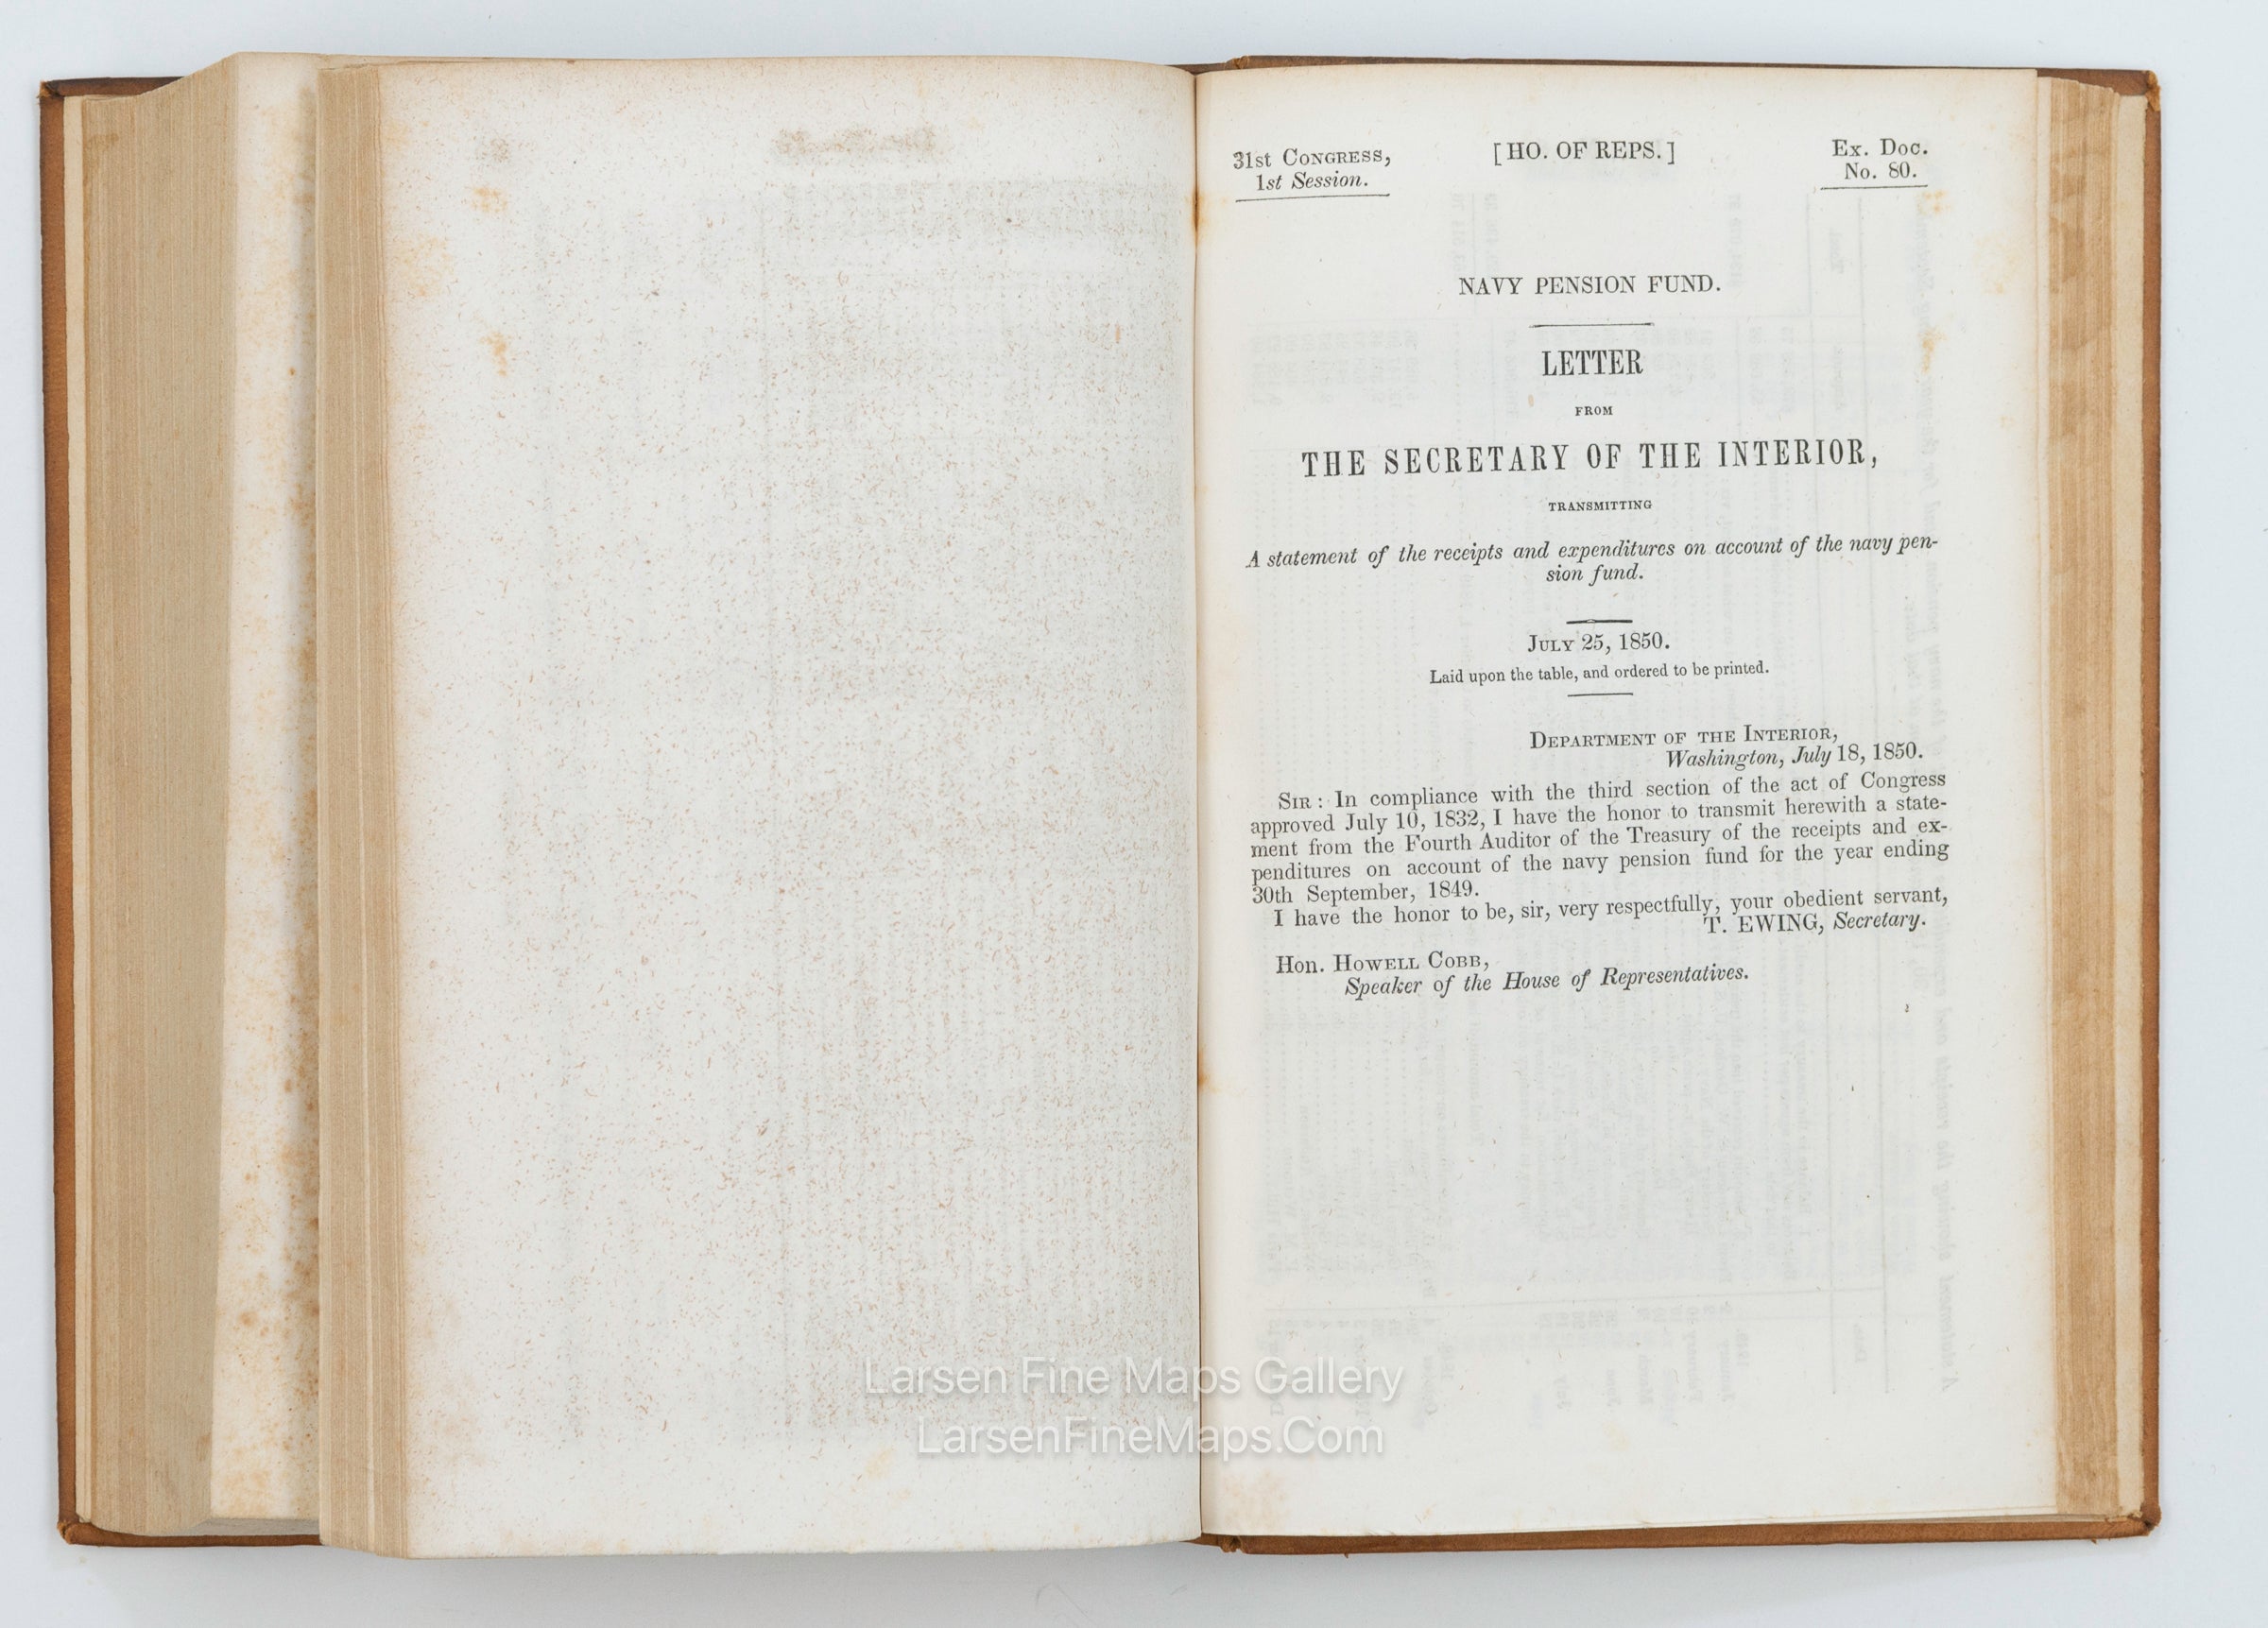 31st Congress,
1st Session.
[HO. OF REPS.]
Ex. Doc.
No. 80.
NAVY PENSION FUND.
LETTER
FROM
THE SECRETARY OF THE INTERIOR,
TRANSMITTING
A statement of the receipts and expenditures on account of the navy pen-
sion fund.
July 25, 1850.
Laid upon the table, and ordered to be printed.
Department of the Interior,
Washington, July 18, 1850.
Sir: In compliance with the third section of the act of Congress
approved July 10, 1832, I have the honor to transmit herewith a state-
ment from the Fourth Auditor of the Treasury of the receipts and ex-
penditures on account of the navy pension fund for the year ending
30th September, 1849.
I have the honor to be, sir, very respectfully, your obedient servant,
T. EWING, Secretary.
Hon. Howell Cobb,
Speaker of the House of Representatives.
Larsen Fine Maps Gallery
LarsenFineMaps.Com